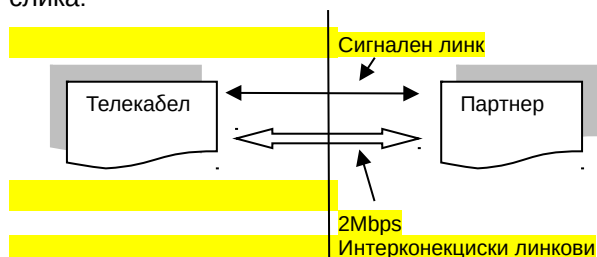 слика.
Сигнален линк
Телекабел
Партнер
2Mbps
Интерконекциски линкови